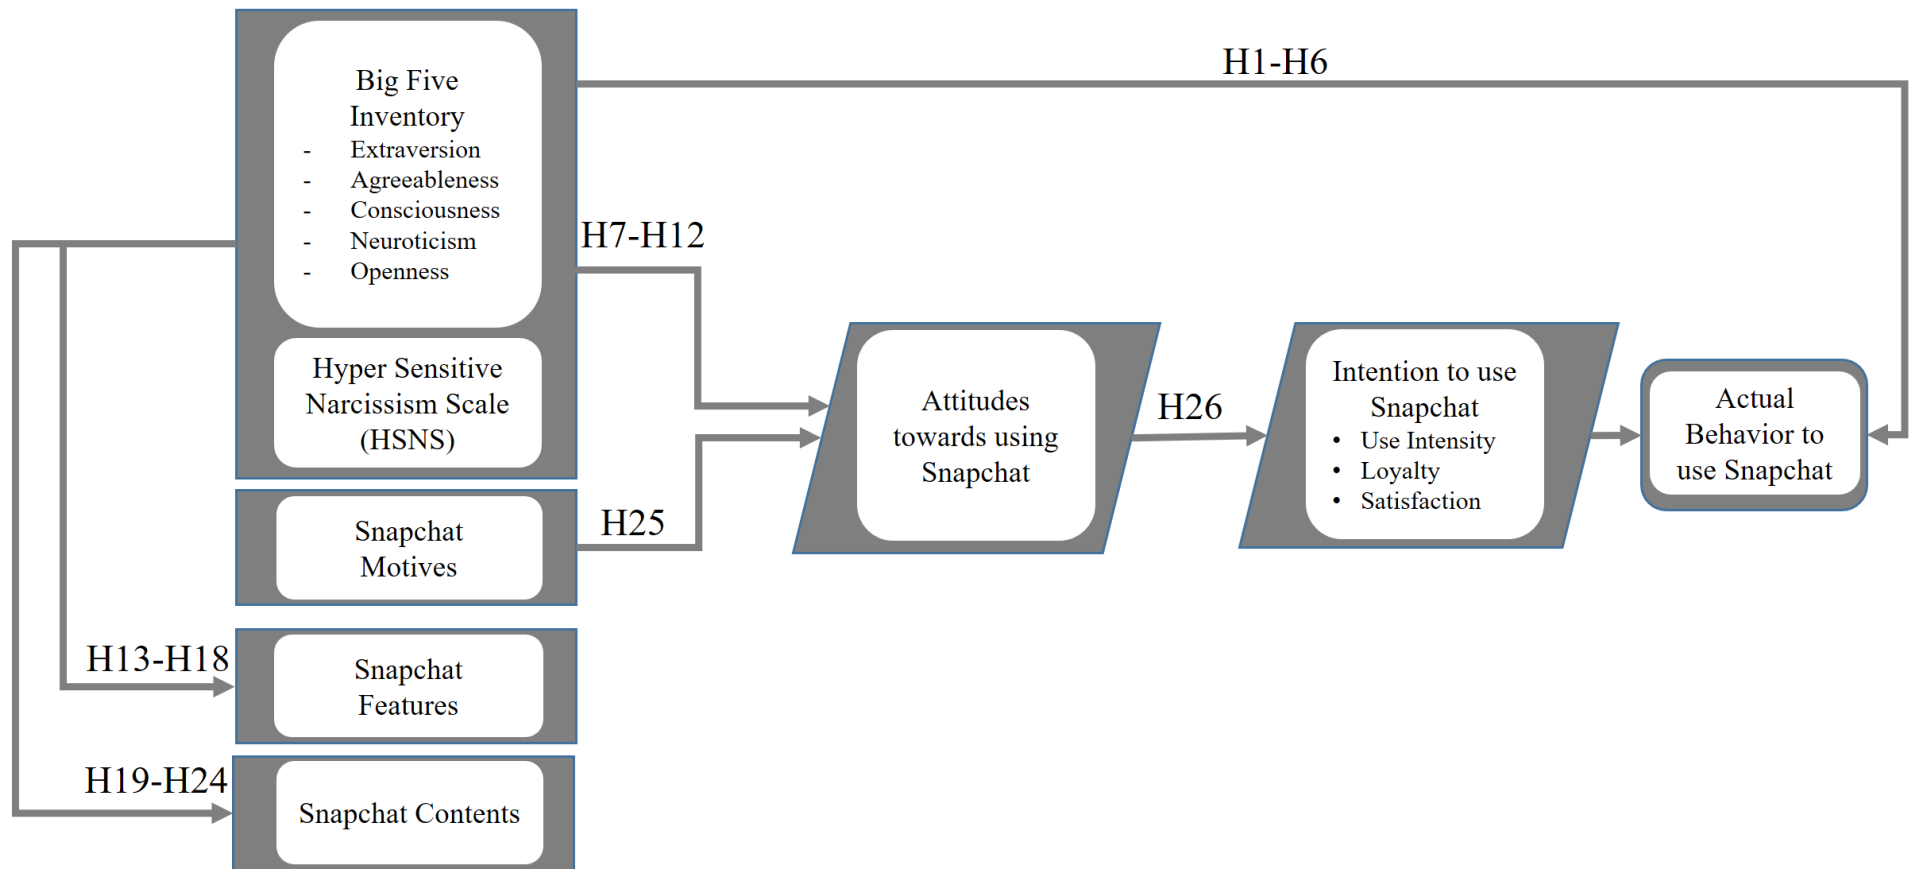 H1-H6
Big Five
Inventory
- Extraversion
- Agreeableness
- Consciousness
- Neuroticism
- Openness
H7-H12
Hyper Sensitive
Narcissism Scale
(HSNS)
Attitudes
towards using
Snapchat
H26
Intention to use
Snapchat
• Use Intensity
• Loyalty
• Satisfaction
Actual
Behavior to
use Snapchat
Snapchat
Motives
H25
H13-H18
Snapchat
Features
H19-H24
Snapchat Contents